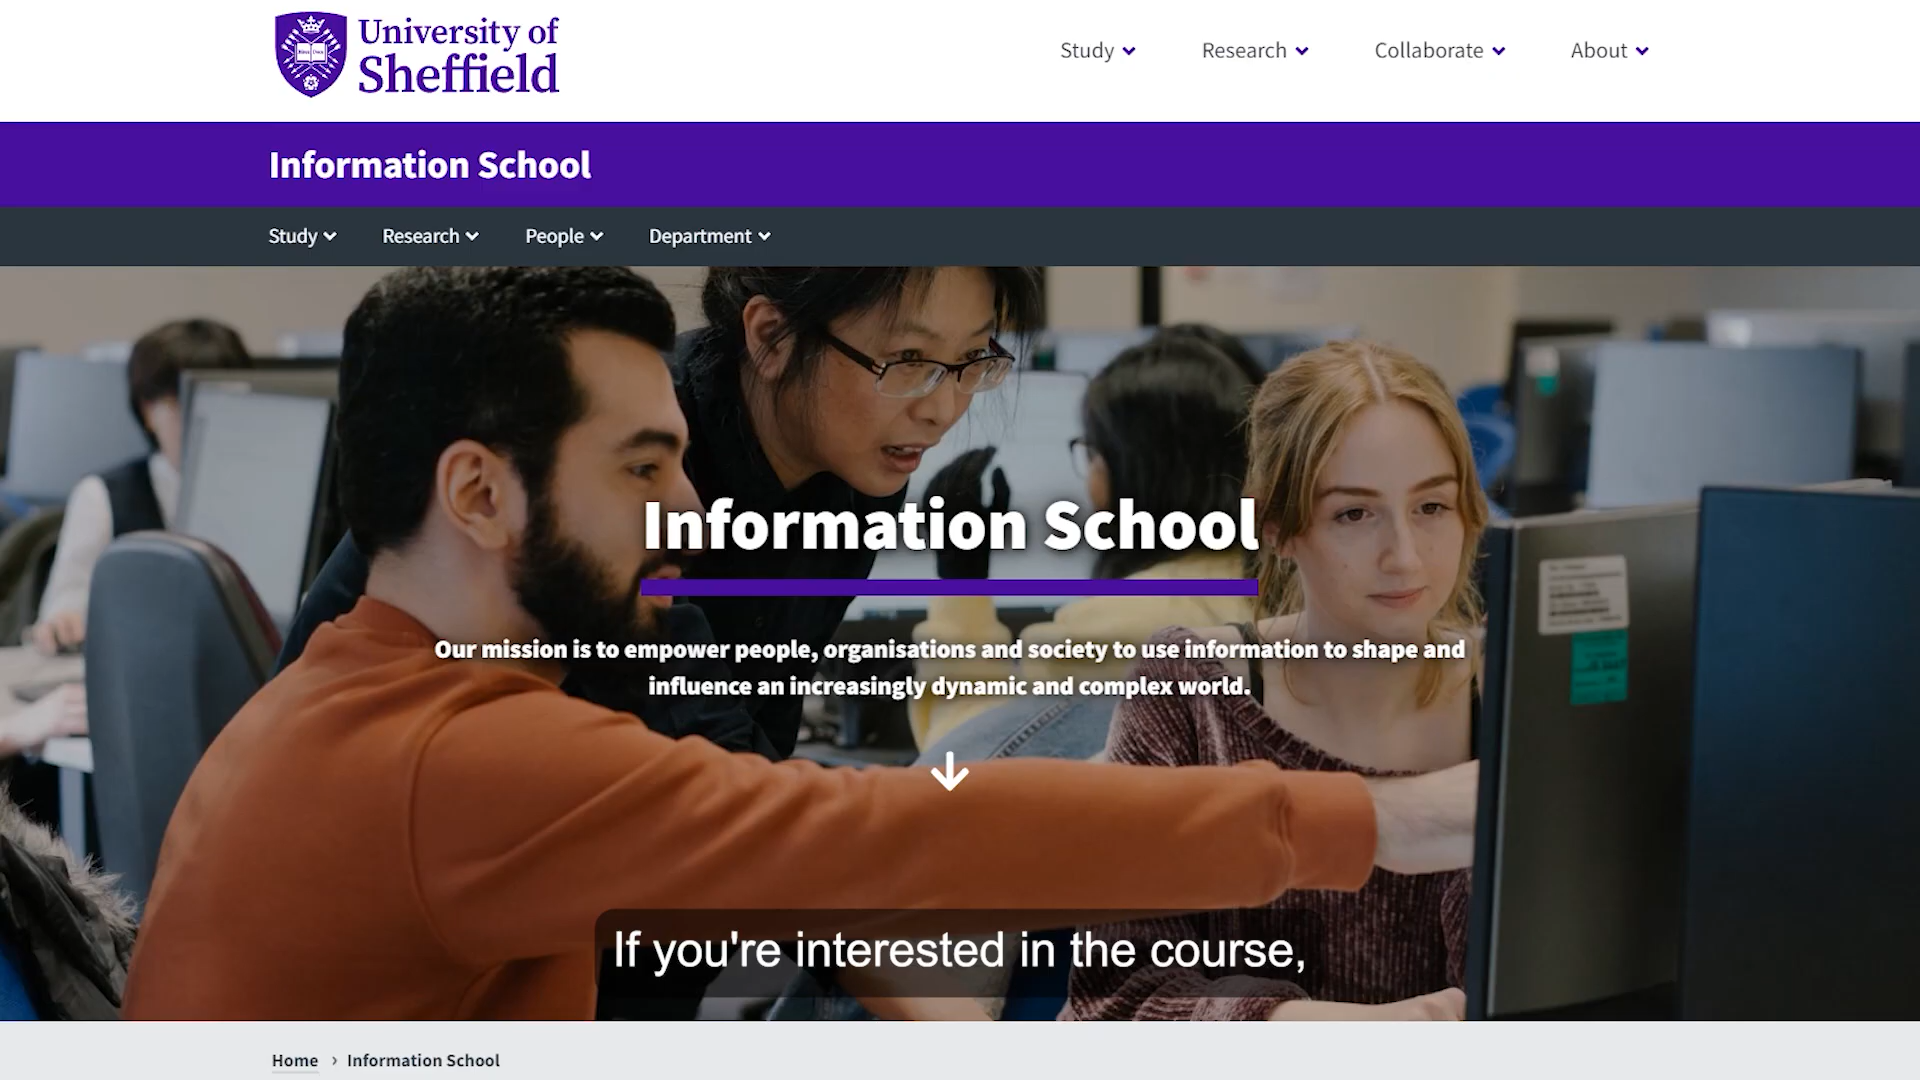 University of
Sheffield
Study
Research
Collaborate
About
Information School
Study
Research
People
Department
Information School
Our mission is to empower people, organisations and society to use information to shape and
influence an increasingly dynamic and complex world.
If you're interested in the course,
Home › Information School